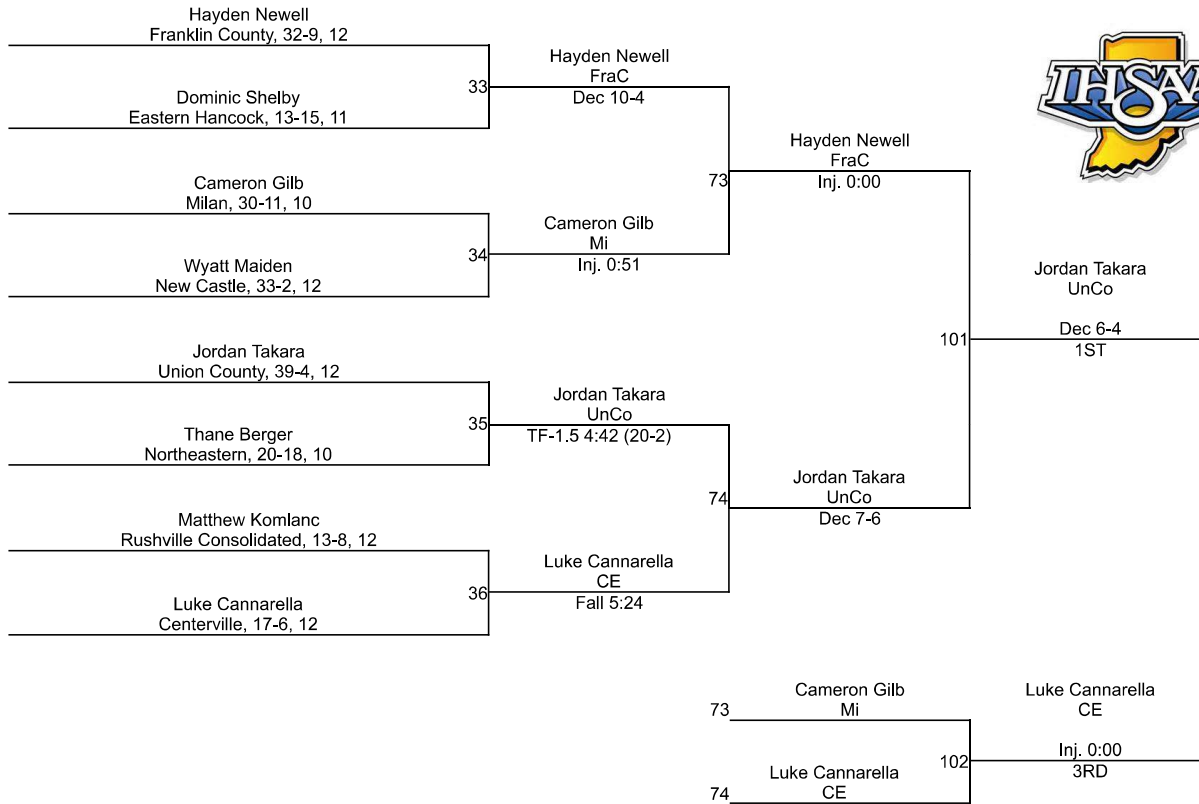 Hayden Newell
Franklin County, 32-9, 12
33
Dominic Shelby
Eastern Hancock, 13-15, 11
Hayden Newell
FraC
Dec 10-4
Cameron Gilb
Milan, 30-11, 10
34
Wyatt Maiden
New Castle, 33-2, 12
Cameron Gilb
Mi
Inj. 0:51
73
Hayden Newell
FraC
Inj. 0:00
IHSAA
Jordan Takara
Union County, 39-4, 12
35
Thane Berger
Northeastern, 20-18, 10
Jordan Takara
UnCo
TF-1.5 4:42 (20-2)
Matthew Komlanc
Rushville Consolidated, 13-8, 12
36
Luke Cannarella
Centerville, 17-6, 12
Luke Cannarella
CE
Fall 5:24
74
Jordan Takara
UnCo
Dec 7-6
101
Jordan Takara
UnCo
Dec 6-4
1ST
73
Cameron Gilb
Mi
74
Luke Cannarella
CE
102
Luke Cannarella
CE
Inj. 0:00
3RD